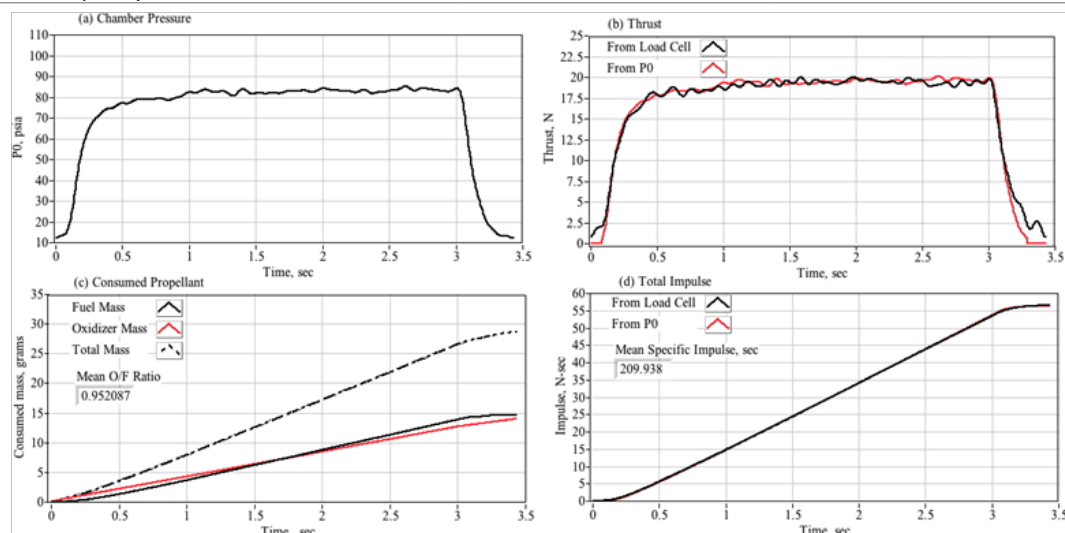 (a) Chamber Pressure
110
100
90
80
70
60
50
40
30
20
10
P0, psia
0 0.5 1 1.5 2 2.5 3 3.5
Time, sec
(b) Thrust
From Load Cell
From P0
25
22.5
20
17.5
15
12.5
10
7.5
5
2.5
0
Thrust, N
0 0.5 1 1.5 2 2.5 3 3.5
Time, sec
(c) Consumed Propellant
Fuel Mass
Oxidizer Mass
Total Mass
Mean O/F Ratio
0.952087
35
30
25
20
15
10
5
0
Consumed mass, grams
0 0.5 1 1.5 2 2.5 3 3.5
Time, sec
(d) Total Impulse
From Load Cell
From P0
Mean Specific Impulse, sec
209.938
60
55
50
45
40
35
30
25
20
15
10
5
0
Impulse, N-sec
0 0.5 1 1.5 2 2.5 3 3.5
Time, sec